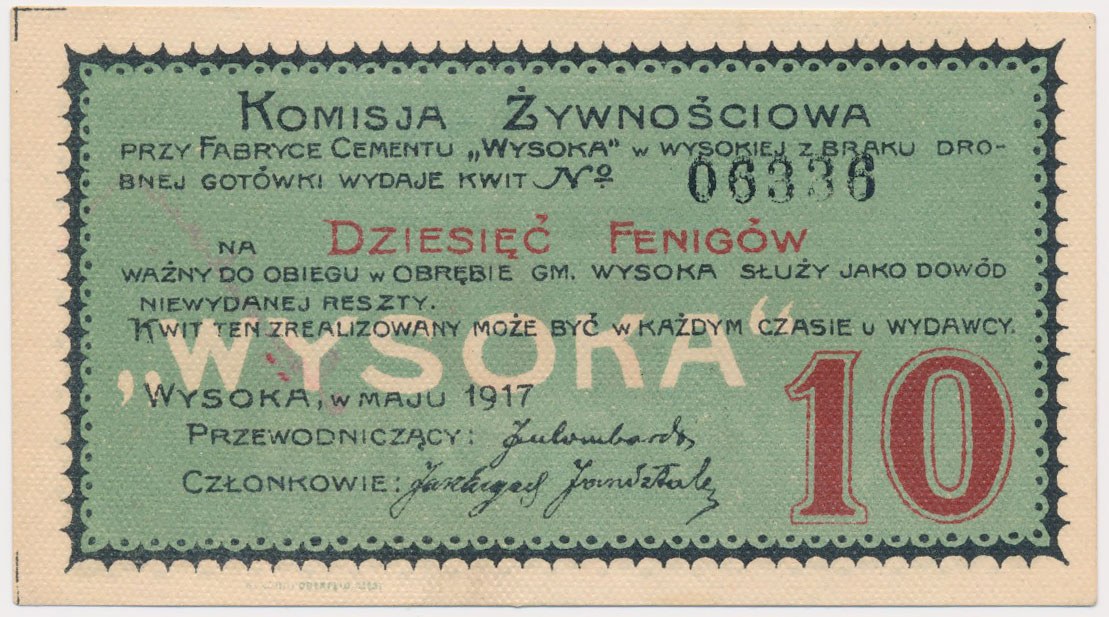 KOMISJA ŻYWNOŚCIOWA
PRZY FABRYCE CEMENTU „WYSOKA" W WYSOKIEJ Z BRAKU DRO-
BNEJ GOTÓWKI WYDAJE KWIT № 06336
NA DZIESIĘĆ FENIGÓW
WAŻNY DO OBIEGU W OBRĘBIE GM. WYSOKA SŁUŻY JAKO DOWÓD
NIEWYDANEJ RESZTY.
KWIT TEN ZREALIZOWANY MOŻE BYĆ W KAŻDYM CZASIE U WYDAWCY.
„WYSOKA"
WYSOKA, W MAJU 1917
10
PRZEWODNICZĄCY:
CZŁONKOWIE: